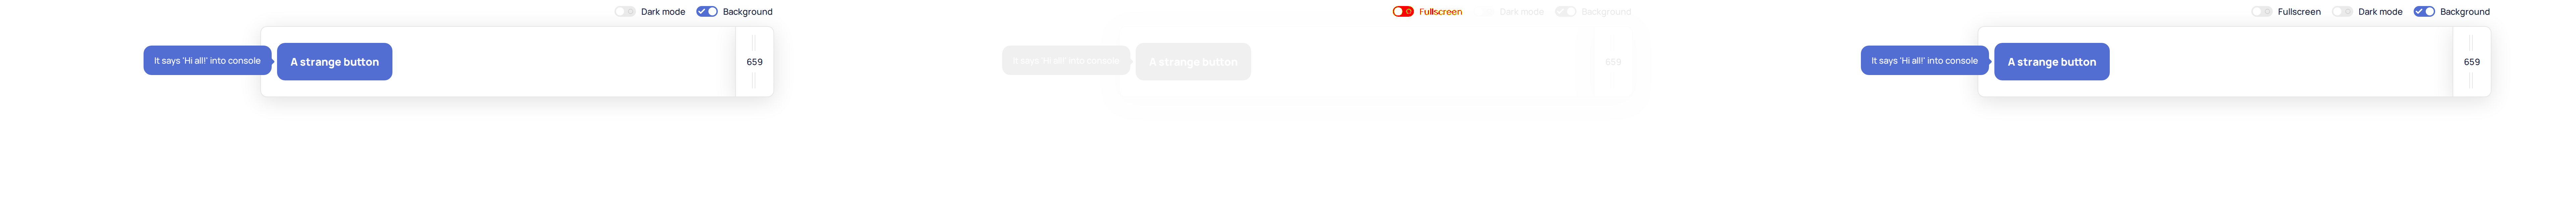 Dark mode Background
It says 'Hi all!' into console
A strange button
659
Fullscreen Dark mode Background
It says 'Hi all!' into console
A strange button
659
Fullscreen Dark mode Background
It says 'Hi all!' into console
A strange button
659